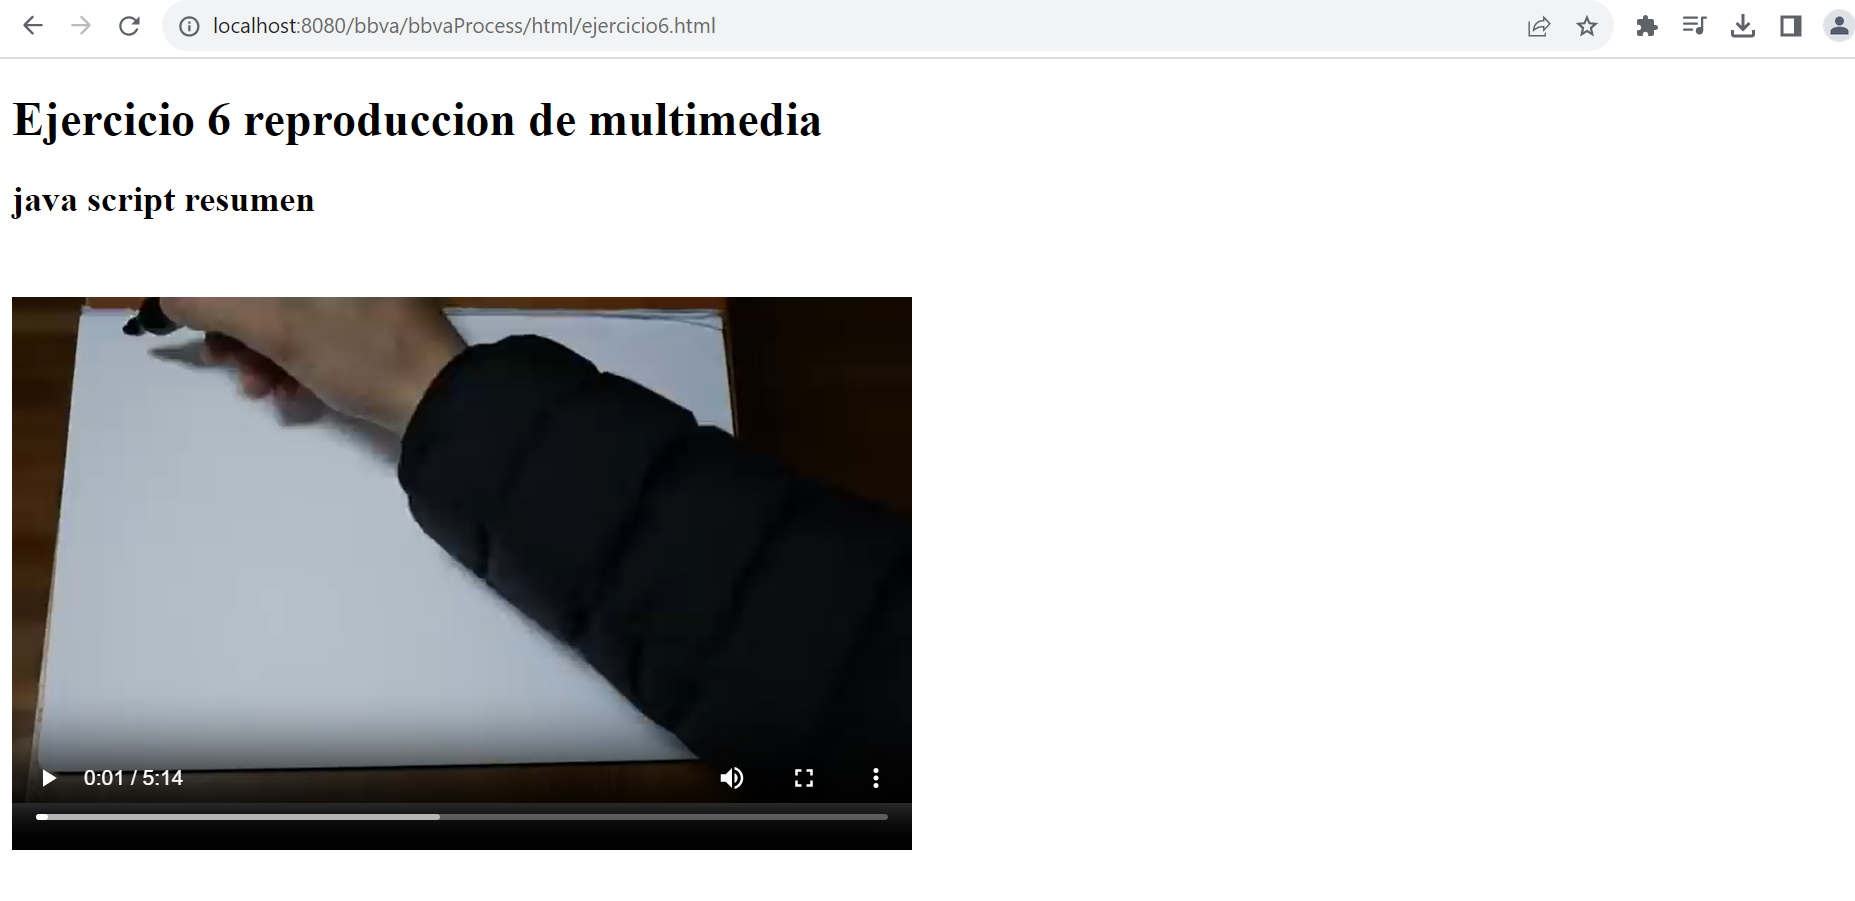 localhost:8080/bbva/bbvaProcess/html/ejercicio6.html
Ejercicio 6 reproduccion de multimedia
java script resumen
0:01 / 5:14